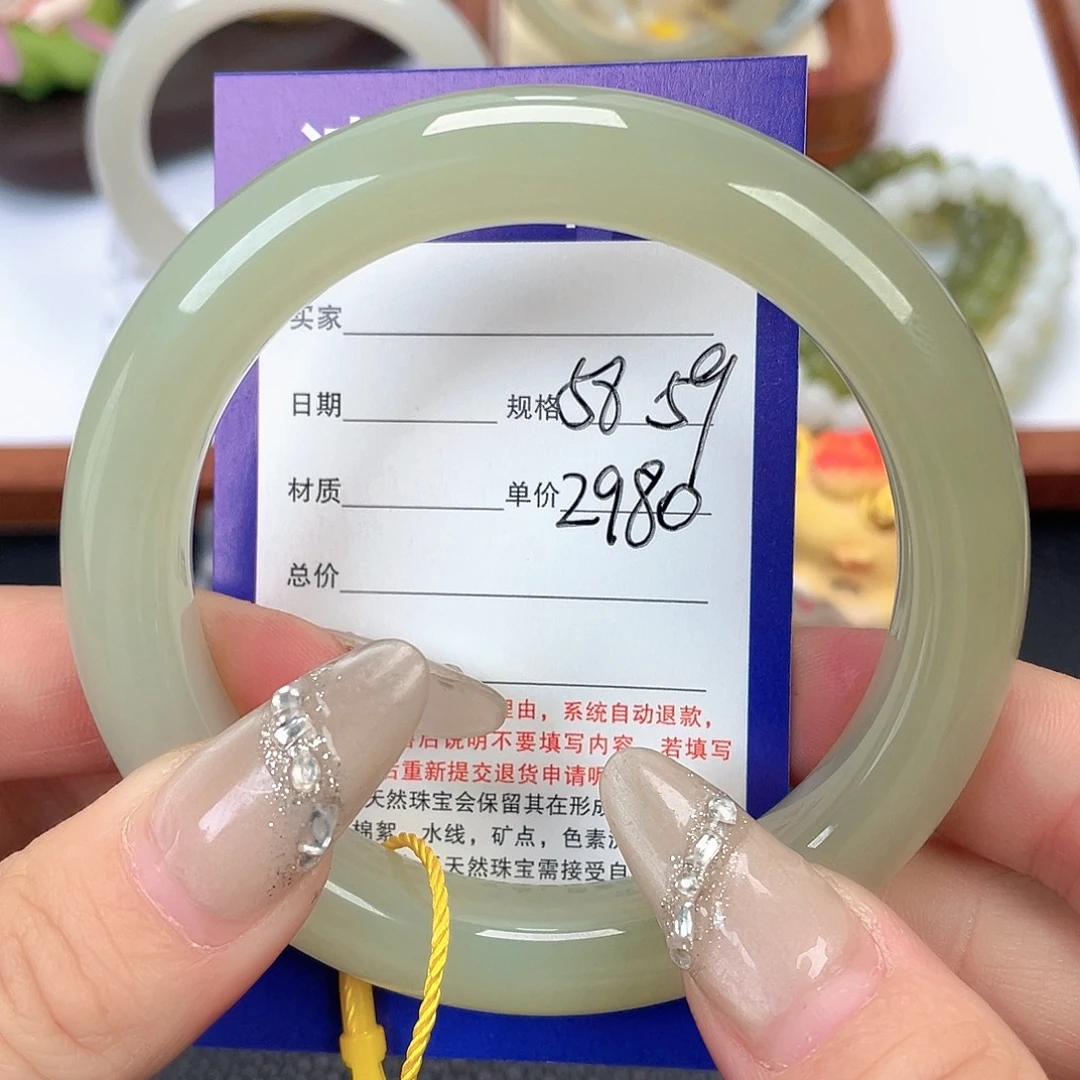 买家
日期 规格 58 59
材质 单价 2980
总价
理由，系统自动退款，
后说明不要填写内容，若填写
重新提交退货申请
天然珠宝会保留其在形成
棉絮，水线，矿点，色素
天然珠宝需接受自